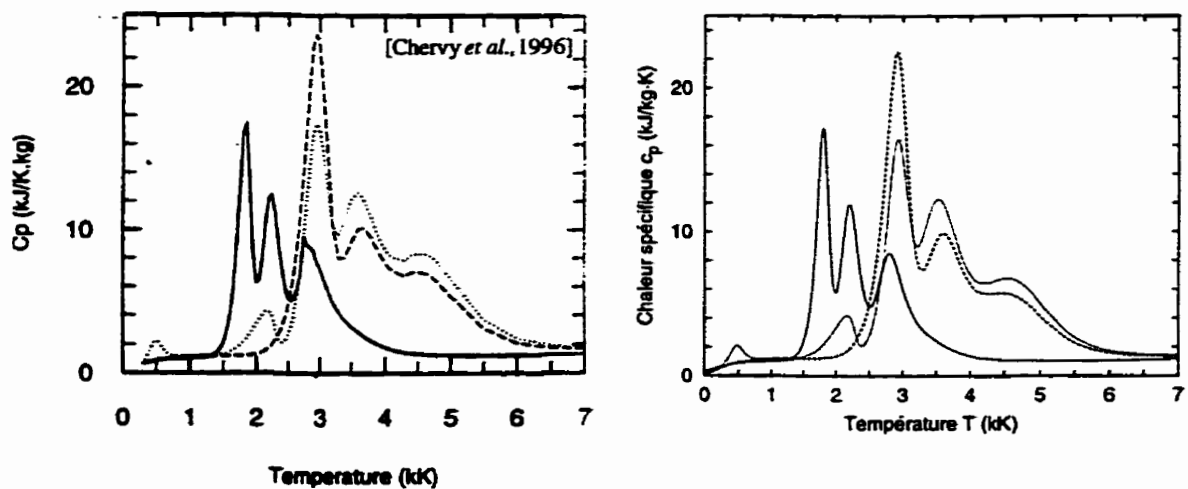 [Chervy et al., 1996]
20
10
0
Cp (kJ/K.kg)
0 1 2 3 4 5 6 7
Temperature (kK)
20
10
0
Chaleur spécifique cp (kJ/kg·K)
0 1 2 3 4 5 6 7
Température T (kK)